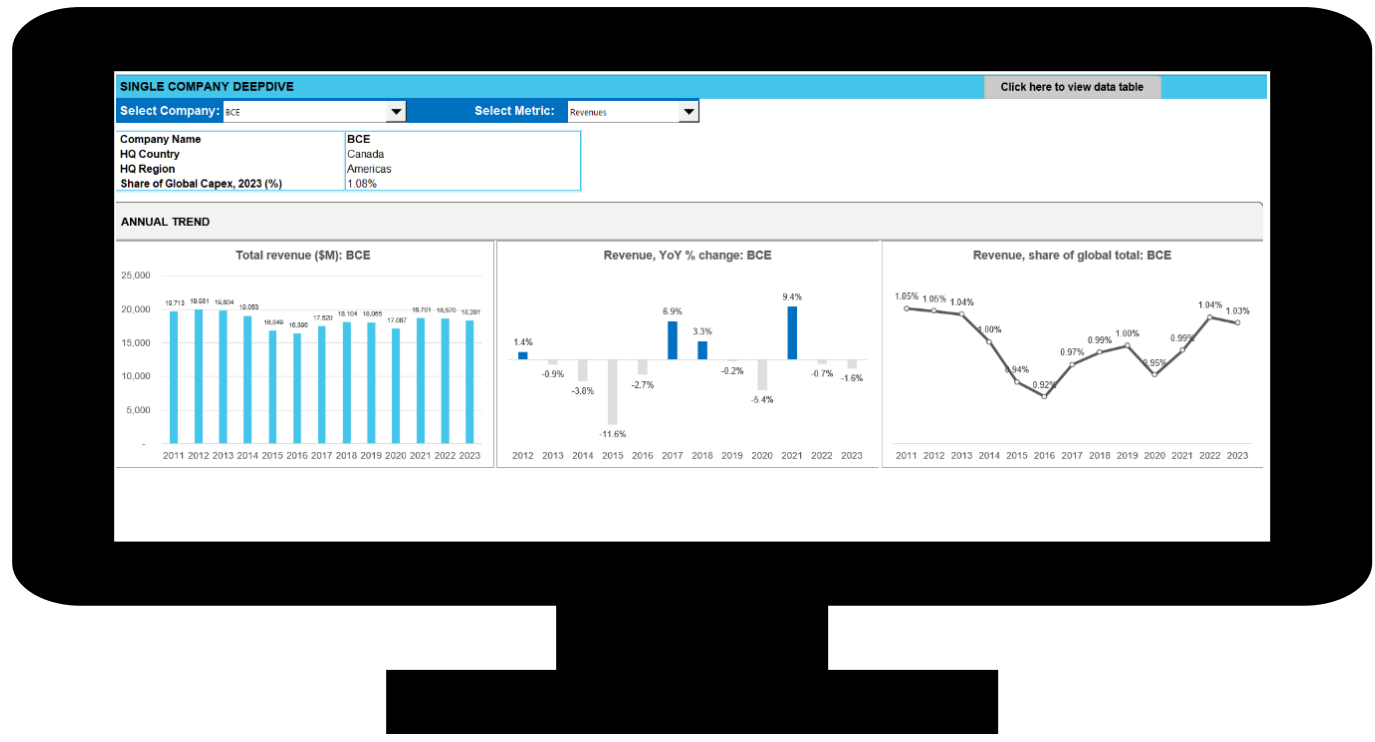 SINGLE COMPANY DEEPDIVE
Click here to view data table
Select Company: BCE
Select Metric: Revenues
Company Name BCE
HQ Country Canada
HQ Region Americas
Share of Global Capex, 2023 (%) 1.08%
ANNUAL TREND
Total revenue ($M): BCE
25,000
20,000
15,000
10,000
5,000
-
19,713 19,981 19,804 19,053 16,849 16,396 17,520 18,104 18,065 17,087 18,701 18,570 18,281
2011 2012 2013 2014 2015 2016 2017 2018 2019 2020 2021 2022 2023
Revenue, YoY % change: BCE
1.4% -0.9% -3.8% -11.6% -2.7% 6.9% 3.3% -0.2% -5.4% 9.4% -0.7% -1.6%
2012 2013 2014 2015 2016 2017 2018 2019 2020 2021 2022 2023
Revenue, share of global total: BCE
1.05% 1.05% 1.04% 1.00% 0.94% 0.92% 0.97% 0.99% 1.00% 0.95% 0.99% 1.04% 1.03%
2011 2012 2013 2014 2015 2016 2017 2018 2019 2020 2021 2022 2023